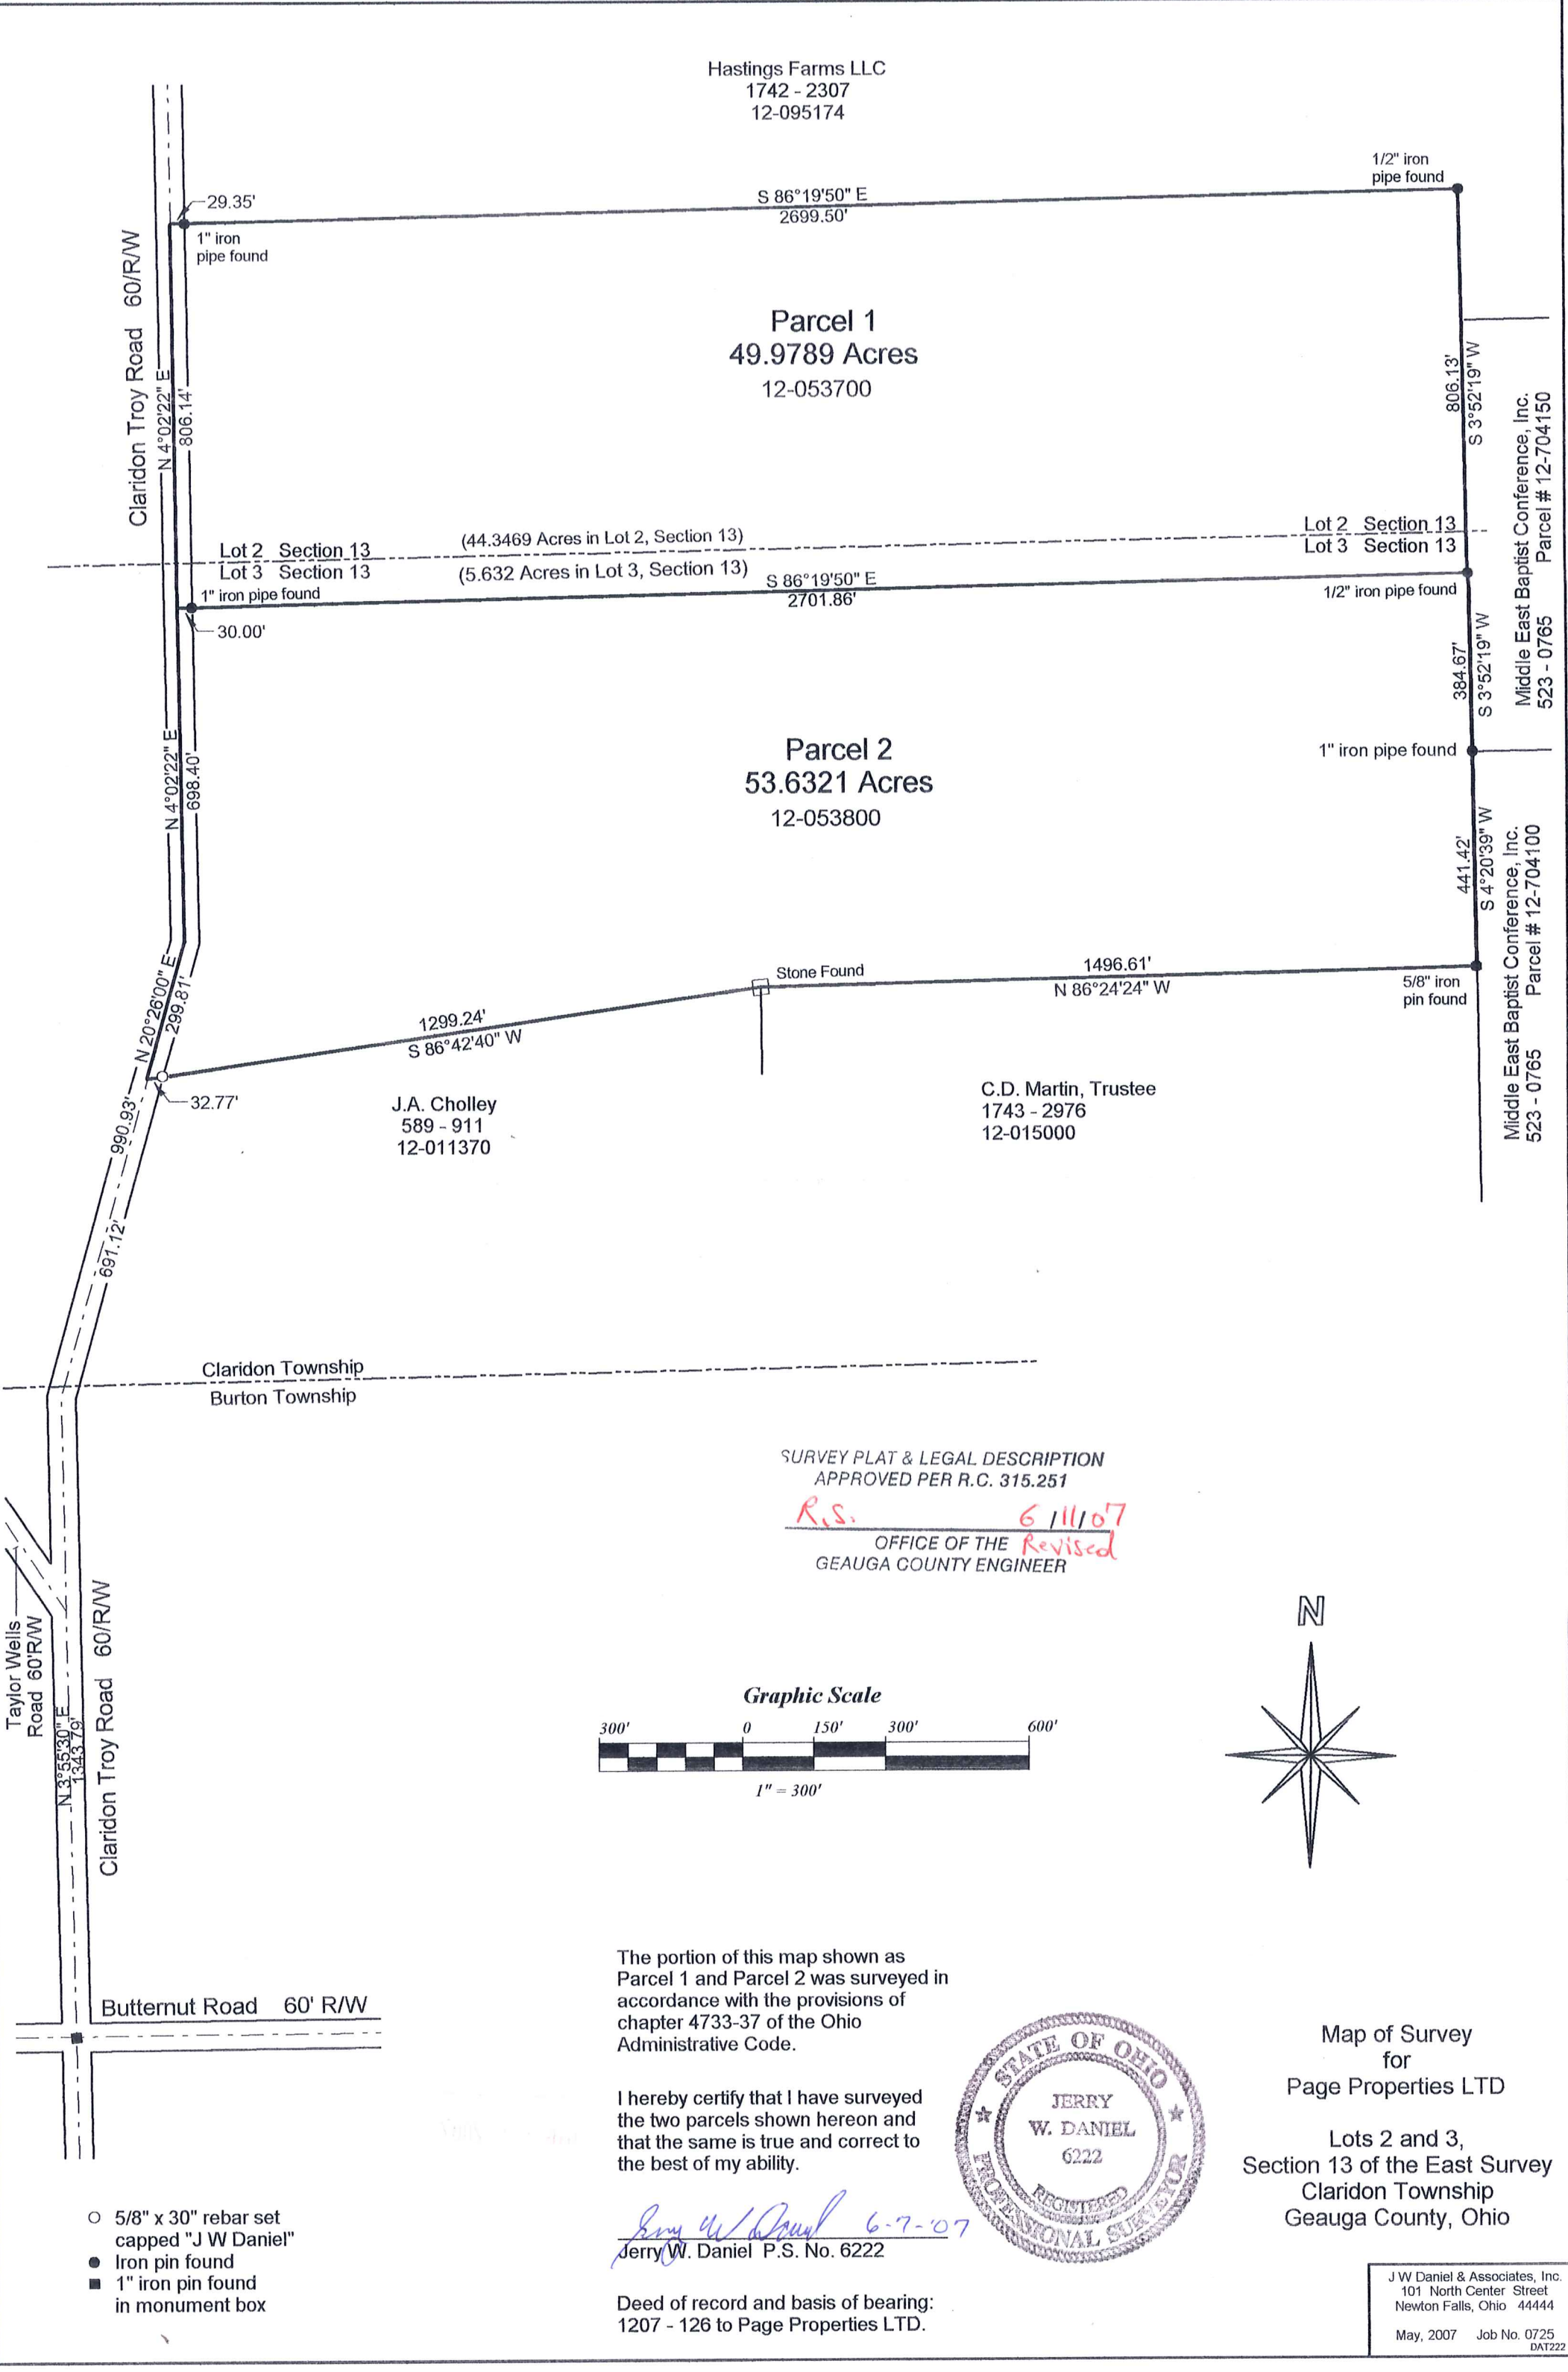 Hastings Farms LLC
1742 - 2307
12-095174
1/2" iron
pipe found
29.35'
S 86°19'50" E
2699.50'
1" iron
pipe found
Claridon Troy Road 60/R/W
N 4°02'22" E
806.14'
Parcel 1
49.9789 Acres
12-053700
806.13'
S 3°52'19" W
Middle East Baptist Conference, Inc.
523 - 0765 Parcel # 12-704150
Lot 2 Section 13
(44.3469 Acres in Lot 2, Section 13)
Lot 2 Section 13
Lot 3 Section 13
(5.632 Acres in Lot 3, Section 13)
Lot 3 Section 13
1" iron pipe found
S 86°19'50" E
2701.86'
1/2" iron pipe found
30.00'
384.67'
S 3°52'19" W
N 4°02'22" E
698.40'
Parcel 2
53.6321 Acres
12-053800
1" iron pipe found
441.42'
S 4°20'39" W
Middle East Baptist Conference, Inc.
523 - 0765 Parcel # 12-704100
N 20°26'00" E
299.81'
Stone Found
1496.61'
N 86°24'24" W
5/8" iron
pin found
1299.24'
S 86°42'40" W
32.77'
990.93'
691.12'
J.A. Cholley
589 - 911
12-011370
C.D. Martin, Trustee
1743 - 2976
12-015000
Claridon Township
Burton Township
SURVEY PLAT & LEGAL DESCRIPTION
APPROVED PER R.C. 315.251
R.S. 6/11/07
OFFICE OF THE Revised
GEAUGA COUNTY ENGINEER
Taylor Wells
Road 60'R/W
N 3°55'30" E
1343.79'
Claridon Troy Road 60/R/W
N
Graphic Scale
300' 0 150' 300' 600'
1" = 300'
Butternut Road 60' R/W
The portion of this map shown as
Parcel 1 and Parcel 2 was surveyed in
accordance with the provisions of
chapter 4733-37 of the Ohio
Administrative Code.
I hereby certify that I have surveyed
the two parcels shown hereon and
that the same is true and correct to
the best of my ability.
Jerry W Daniel 6-7-'07
Jerry W. Daniel P.S. No. 6222
Deed of record and basis of bearing:
1207 - 126 to Page Properties LTD.
STATE OF OHIO
JERRY
W. DANIEL
6222
REGISTERED
PROFESSIONAL SURVEYOR
Map of Survey
for
Page Properties LTD
Lots 2 and 3,
Section 13 of the East Survey
Claridon Township
Geauga County, Ohio
5/8" x 30" rebar set
capped "J W Daniel"
Iron pin found
1" iron pin found
in monument box
J W Daniel & Associates, Inc.
101 North Center Street
Newton Falls, Ohio 44444
May, 2007 Job No. 0725
DAT222